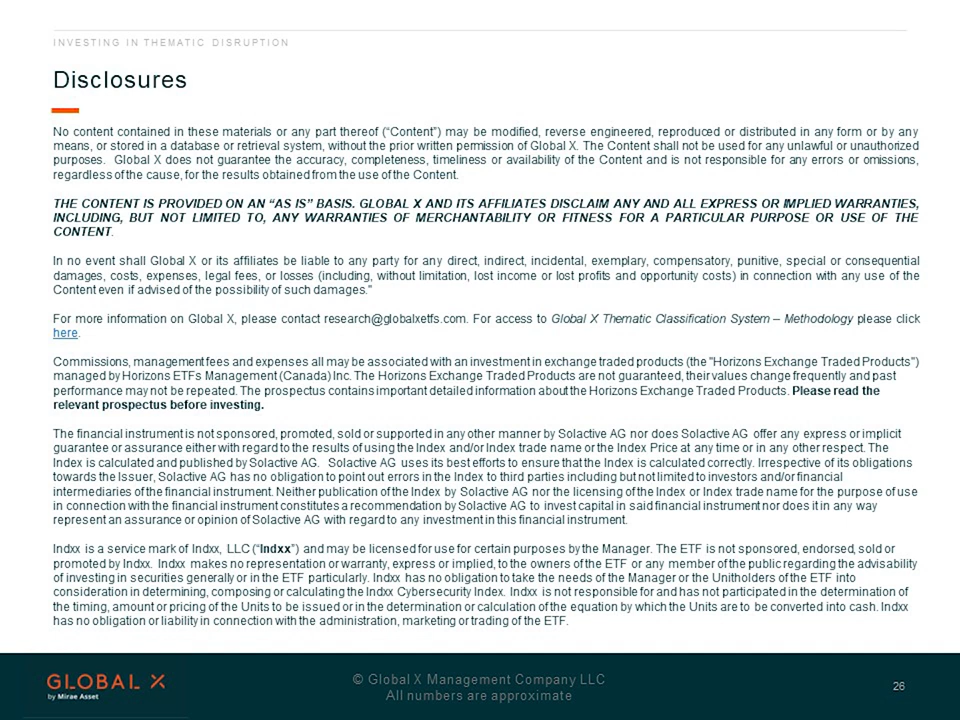 INVESTING IN THEMATIC DISRUPTION
Disclosures
No content contained in these materials or any part thereof (“Content”) may be modified, reverse engineered, reproduced or distributed in any form or by any
means, or stored in a database or retrieval system, without the prior written permission of Global X. The Content shall not be used for any unlawful or unauthorized
purposes. Global X does not guarantee the accuracy, completeness, timeliness or availability of the Content and is not responsible for any errors or omissions,
regardless of the cause, for the results obtained from the use of the Content.
THE CONTENT IS PROVIDED ON AN “AS IS” BASIS. GLOBAL X AND ITS AFFILIATES DISCLAIM ANY AND ALL EXPRESS OR IMPLIED WARRANTIES,
INCLUDING, BUT NOT LIMITED TO, ANY WARRANTIES OF MERCHANTABILITY OR FITNESS FOR A PARTICULAR PURPOSE OR USE OF THE
CONTENT.
In no event shall Global X or its affiliates be liable to any party for any direct, indirect, incidental, exemplary, compensatory, punitive, special or consequential
damages, costs, expenses, legal fees, or losses (including, without limitation, lost income or lost profits and opportunity costs) in connection with any use of the
Content even if advised of the possibility of such damages."
For more information on Global X, please contact research@globalxetfs.com. For access to Global X Thematic Classification System – Methodology please click
here.
Commissions, management fees and expenses all may be associated with an investment in exchange traded products (the "Horizons Exchange Traded Products")
managed by Horizons ETFs Management (Canada) Inc. The Horizons Exchange Traded Products are not guaranteed, their values change frequently and past
performance may not be repeated. The prospectus contains important detailed information about the Horizons Exchange Traded Products. Please read the
relevant prospectus before investing.
The financial instrument is not sponsored, promoted, sold or supported in any other manner by Solactive AG nor does Solactive AG offer any express or implicit
guarantee or assurance either with regard to the results of using the Index and/or Index trade name or the Index Price at any time or in any other respect. The
Index is calculated and published by Solactive AG. Solactive AG uses its best efforts to ensure that the Index is calculated correctly. Irrespective of its obligations
towards the Issuer, Solactive AG has no obligation to point out errors in the Index to third parties including but not limited to investors and/or financial
intermediaries of the financial instrument. Neither publication of the Index by Solactive AG nor the licensing of the Index or Index trade name for the purpose of use
in connection with the financial instrument constitutes a recommendation by Solactive AG to invest capital in said financial instrument nor does it in any way
represent an assurance or opinion of Solactive AG with regard to any investment in this financial instrument.
Indxx is a service mark of Indxx, LLC (“Indxx”) and may be licensed for use for certain purposes by the Manager. The ETF is not sponsored, endorsed, sold or
promoted by Indxx. Indxx makes no representation or warranty, express or implied, to the owners of the ETF or any member of the public regarding the advisability
of investing in securities generally or in the ETF particularly. Indxx has no obligation to take the needs of the Manager or the Unitholders of the ETF into
consideration in determining, composing or calculating the Indxx Cybersecurity Index. Indxx is not responsible for and has not participated in the determination of
the timing, amount or pricing of the Units to be issued or in the determination or calculation of the equation by which the Units are to be converted into cash. Indxx
has no obligation or liability in connection with the administration, marketing or trading of the ETF.
GLOBAL X
by Mirae Asset
© Global X Management Company LLC
All numbers are approximate
26